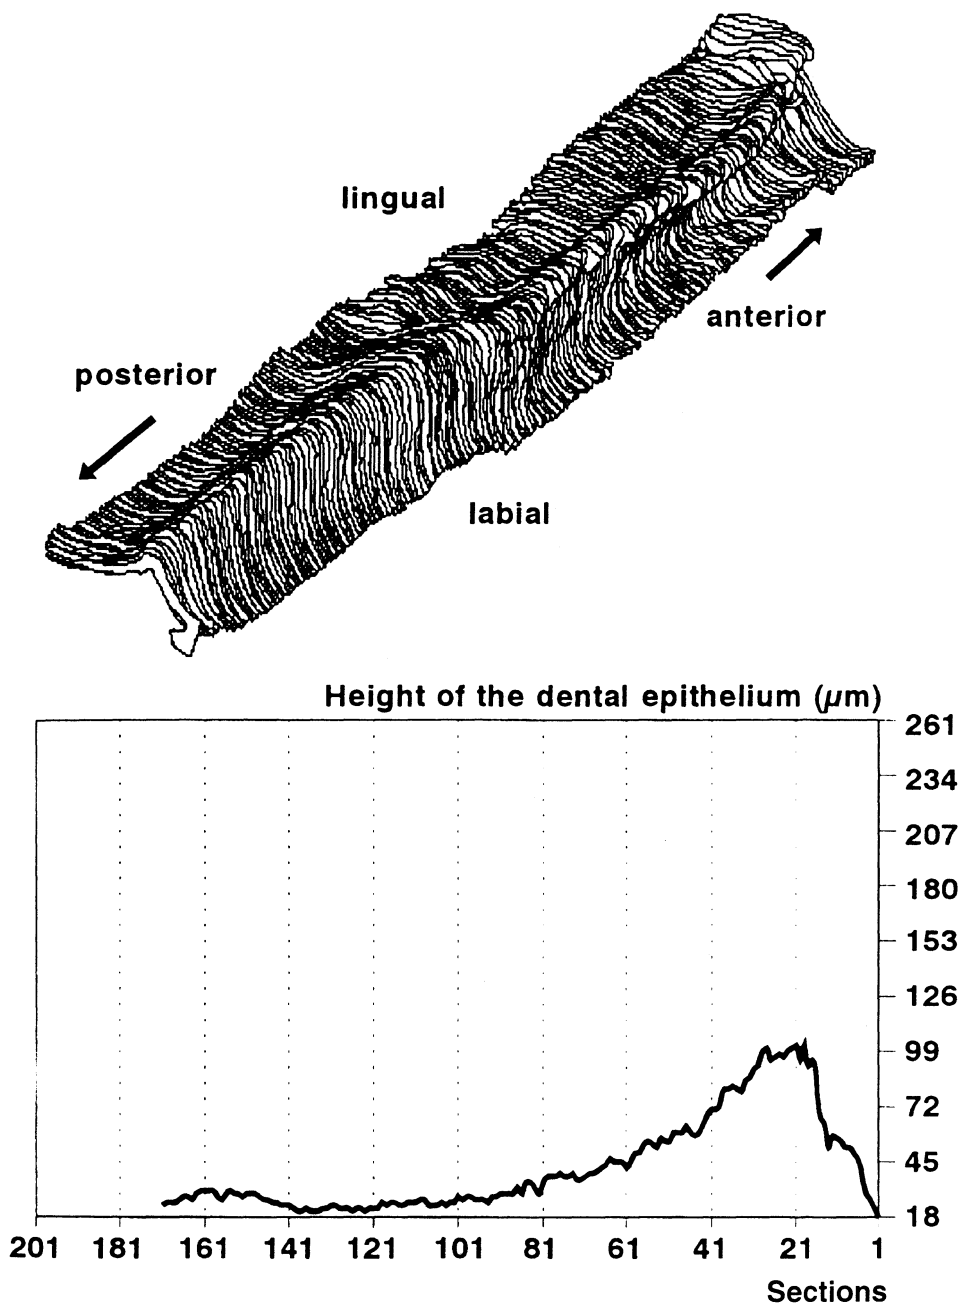 lingual
anterior
posterior
labial
Height of the dental epithelium (µm)
261
234
207
180
153
126
99
72
45
18
201 181 161 141 121 101 81 61 41 21 1
Sections